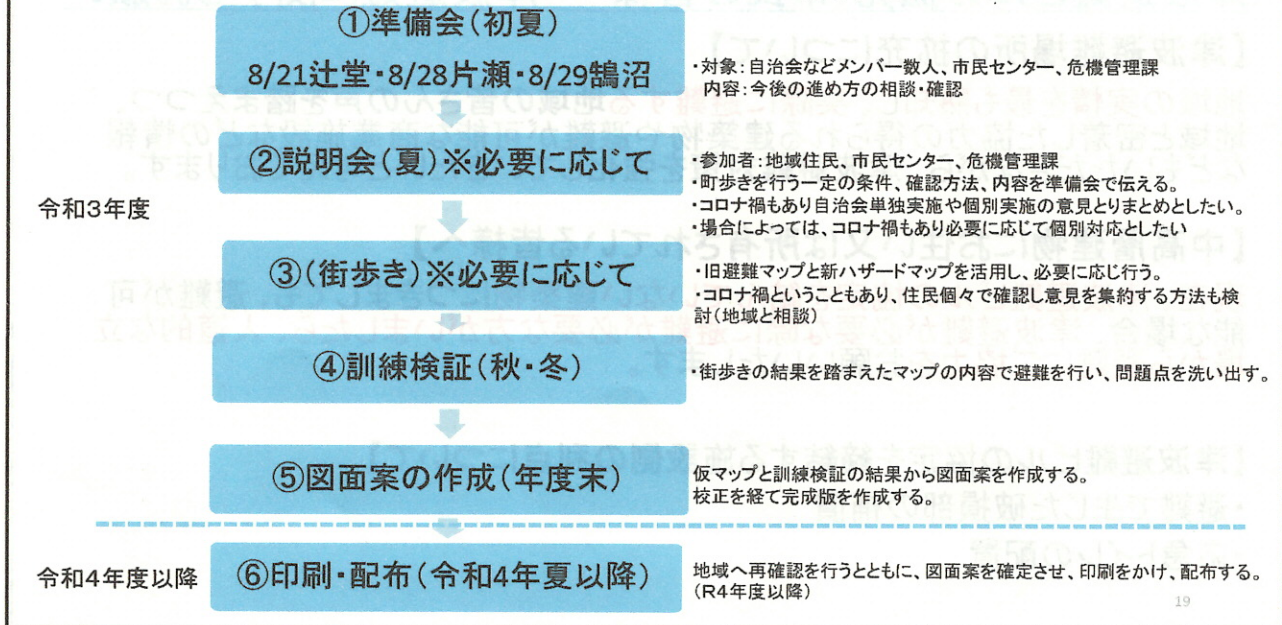 ①準備会(初夏)
8/21辻堂・8/28片瀬・8/29鵠沼
・対象:自治会などメンバー数人、市民センター、危機管理課
内容:今後の進め方の相談・確認
②説明会(夏)※必要に応じて
・参加者:地域住民、市民センター、危機管理課
・町歩きを行う一定の条件、確認方法、内容を準備会で伝える。
・コロナ禍もあり自治会単独実施や個別実施の意見とりまとめとしたい。
・場合によっては、コロナ禍もあり必要に応じて個別対応としたい
令和3年度
③(街歩き)※必要に応じて
・旧避難マップと新ハザードマップを活用し、必要に応じ行う。
・コロナ禍ということもあり、住民個々で確認し意見を集約する方法も検
討(地域と相談)
④訓練検証(秋・冬)
・街歩きの結果を踏まえたマップの内容で避難を行い、問題点を洗い出す。
⑤図面案の作成(年度末)
仮マップと訓練検証の結果から図面案を作成する。
校正を経て完成版を作成する。
令和4年度以降
⑥印刷・配布(令和4年夏以降)
地域へ再確認を行うとともに、図面案を確定させ、印刷をかけ、配布する。
(R4年度以降)
19